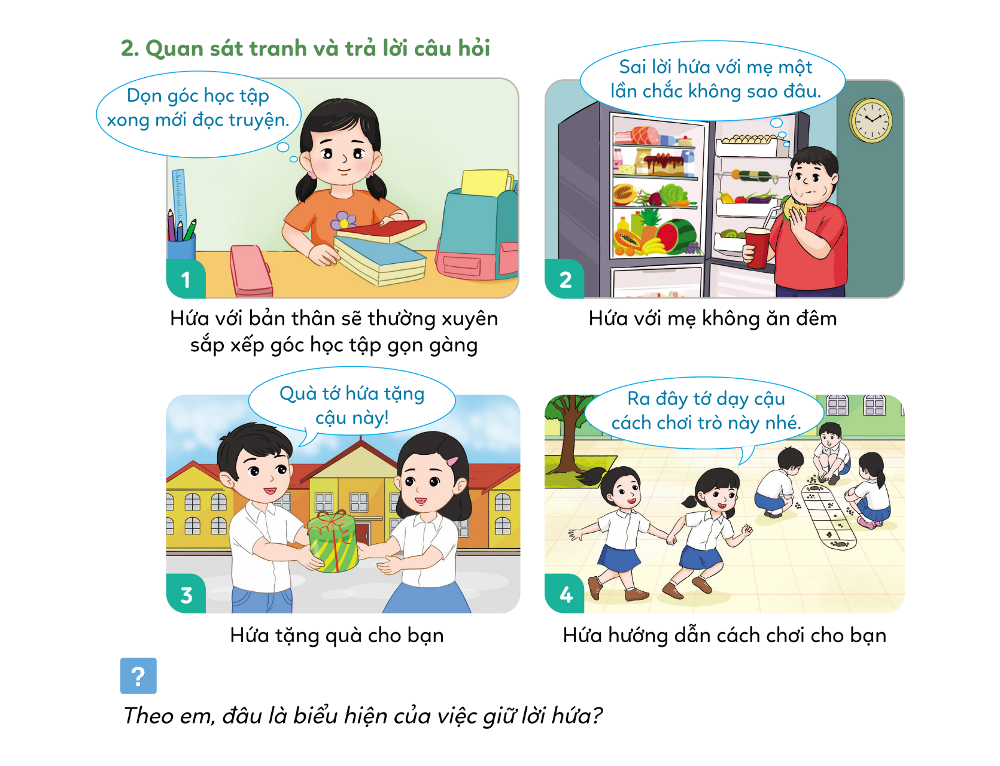 2. Quan sát tranh và trả lời câu hỏi
Dọn góc học tập
xong mới đọc truyện.
1
Hứa với bản thân sẽ thường xuyên
sắp xếp góc học tập gọn gàng
Sai lời hứa với mẹ một
lần chắc không sao đâu.
2
Hứa với mẹ không ăn đêm
Quà tớ hứa tặng
cậu này!
3
Hứa tặng quà cho bạn
Ra đây tớ dạy cậu
cách chơi trò này nhé.
4
Hứa hướng dẫn cách chơi cho bạn
?
Theo em, đâu là biểu hiện của việc giữ lời hứa?